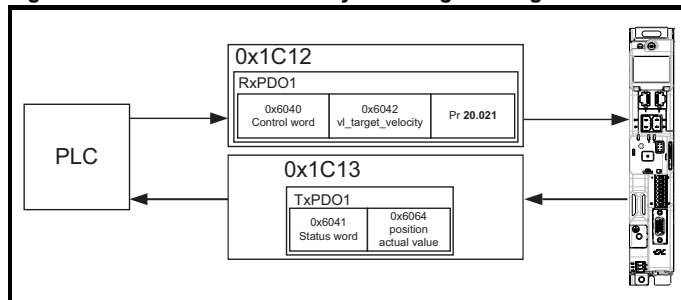 0x1C12
RxPDO1
0x6040
Control word
0x6042
vl_target_velocity
Pr 20.021
PLC
0x1C13
TxPDO1
0x6041
Status word
0x6064
position
actual value